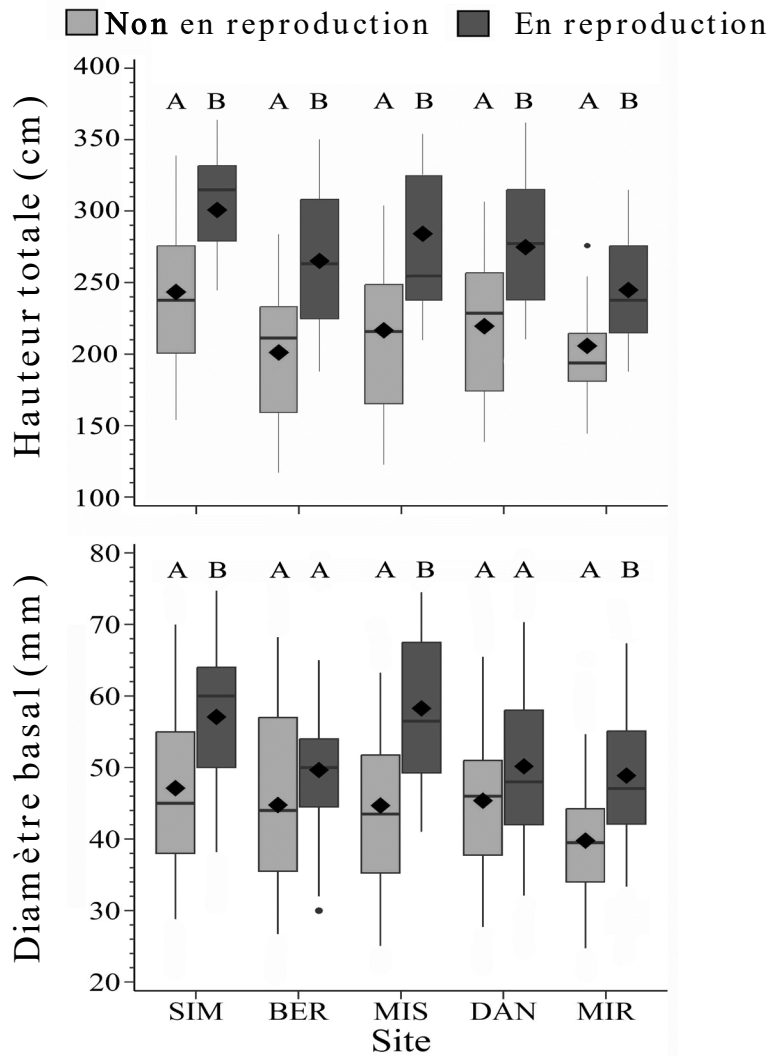 Non en reproduction En reproduction
Hauteur totale (cm)
400
350
300
250
200
150
100
A B A B A B A B A B
Diamètre basal (mm)
80
70
60
50
40
30
20
A B A A A B A A A B
SIM BER MIS DAN MIR
Site